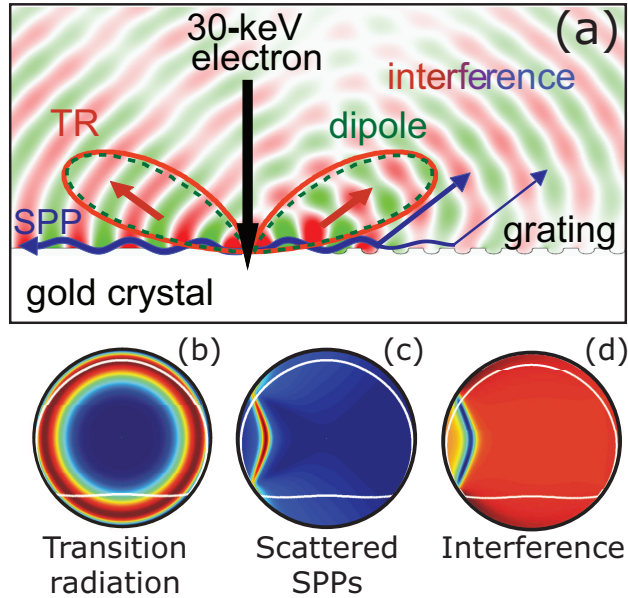 (a)
30-keV
electron
interference
TR
dipole
SPP
grating
gold crystal
(b)
(c)
(d)
Transition
radiation
Scattered
SPPs
Interference